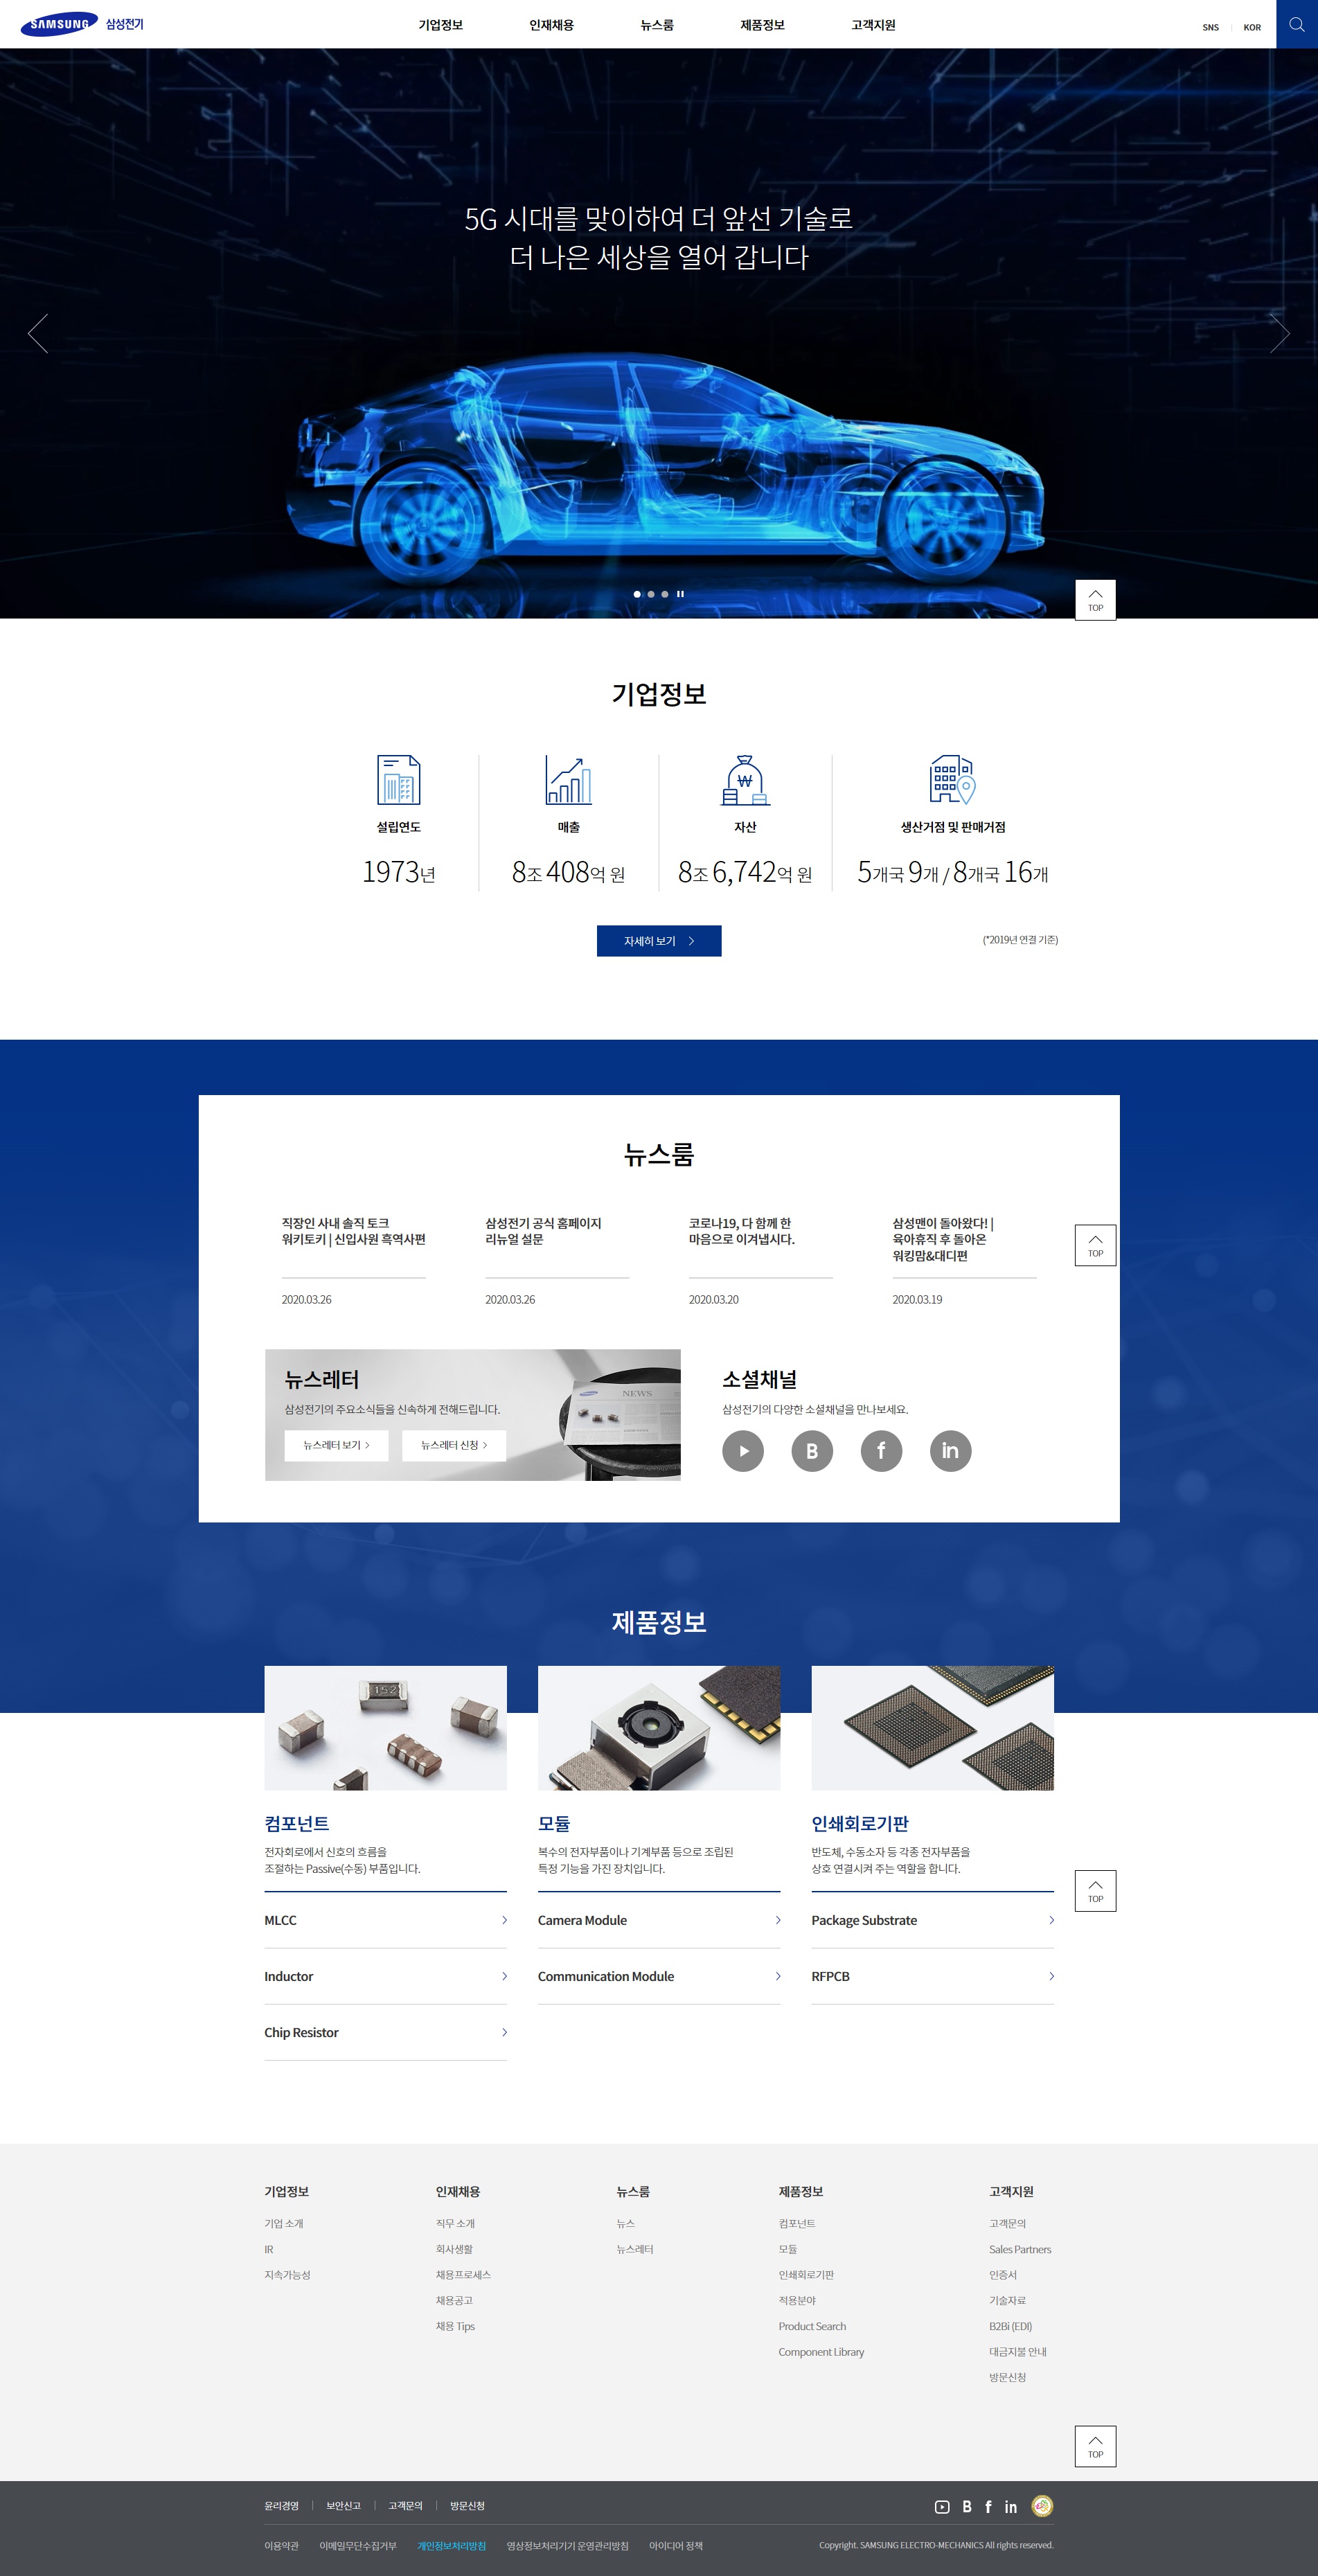 SAMSUNG 삼성전기
기업정보 인재채용 뉴스룸 제품정보 고객지원
SNS KOR
5G 시대를 맞이하여 더 앞선 기술로
더 나은 세상을 열어 갑니다
TOP
기업정보
설립연도
1973년
매출
8조 408억 원
자산
8조 6,742억 원
생산거점 및 판매거점
5개국 9개 / 8개국 16개
자세히 보기
(*2019년 연결 기준)
뉴스룸
직장인 사내 솔직 토크
워키토키 | 신입사원 흑역사편
2020.03.26
삼성전기 공식 홈페이지
리뉴얼 설문
2020.03.26
코로나19, 다 함께 한
마음으로 이겨냅시다.
2020.03.20
삼성맨이 돌아왔다! |
육아휴직 후 돌아온
워킹맘&대디편
2020.03.19
TOP
뉴스레터
삼성전기의 주요소식들을 신속하게 전해드립니다.
뉴스레터 보기
뉴스레터 신청
NEWS
소셜채널
삼성전기의 다양한 소셜채널을 만나보세요.
B f in
제품정보
152
컴포넌트
전자회로에서 신호의 흐름을
조절하는 Passive(수동) 부품입니다.
MLCC
Inductor
Chip Resistor
모듈
복수의 전자부품이나 기계부품 등으로 조립된
특정 기능을 가진 장치입니다.
Camera Module
Communication Module
인쇄회로기판
반도체, 수동소자 등 각종 전자부품을
상호 연결시켜 주는 역할을 합니다.
Package Substrate
RFPCB
TOP
기업정보
기업 소개
IR
지속가능성
인재채용
직무 소개
회사생활
채용프로세스
채용공고
채용 Tips
뉴스룸
뉴스
뉴스레터
제품정보
컴포넌트
모듈
인쇄회로기판
적용분야
Product Search
Component Library
고객지원
고객문의
Sales Partners
인증서
기술자료
B2Bi (EDI)
대금지불 안내
방문신청
TOP
윤리경영 보안신고 고객문의 방문신청
B f in
이용약관 이메일무단수집거부 개인정보처리방침 영상정보처리기기 운영관리방침 아이디어 정책
Copyright. SAMSUNG ELECTRO-MECHANICS All rights reserved.